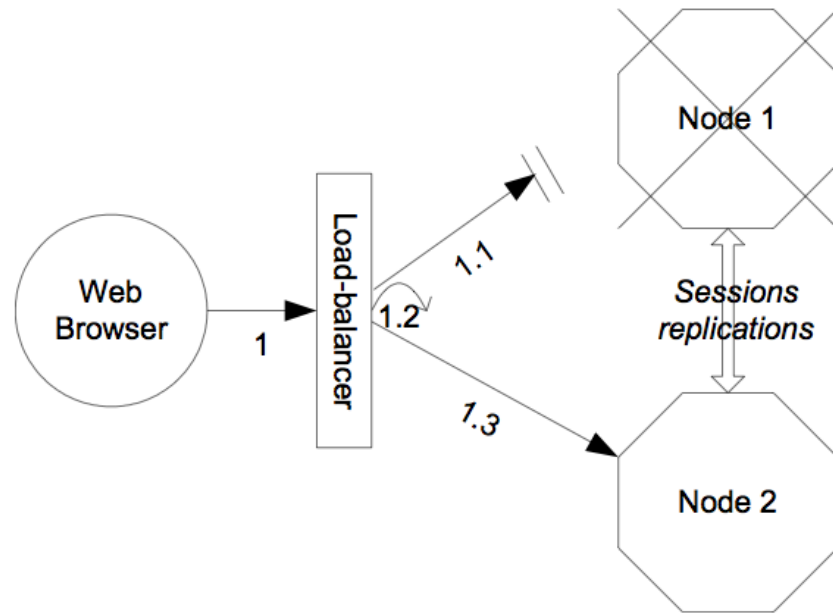 Web
Browser
1
Load-balancer
1.1
1.2
1.3
Node 1
Sessions
replications
Node 2